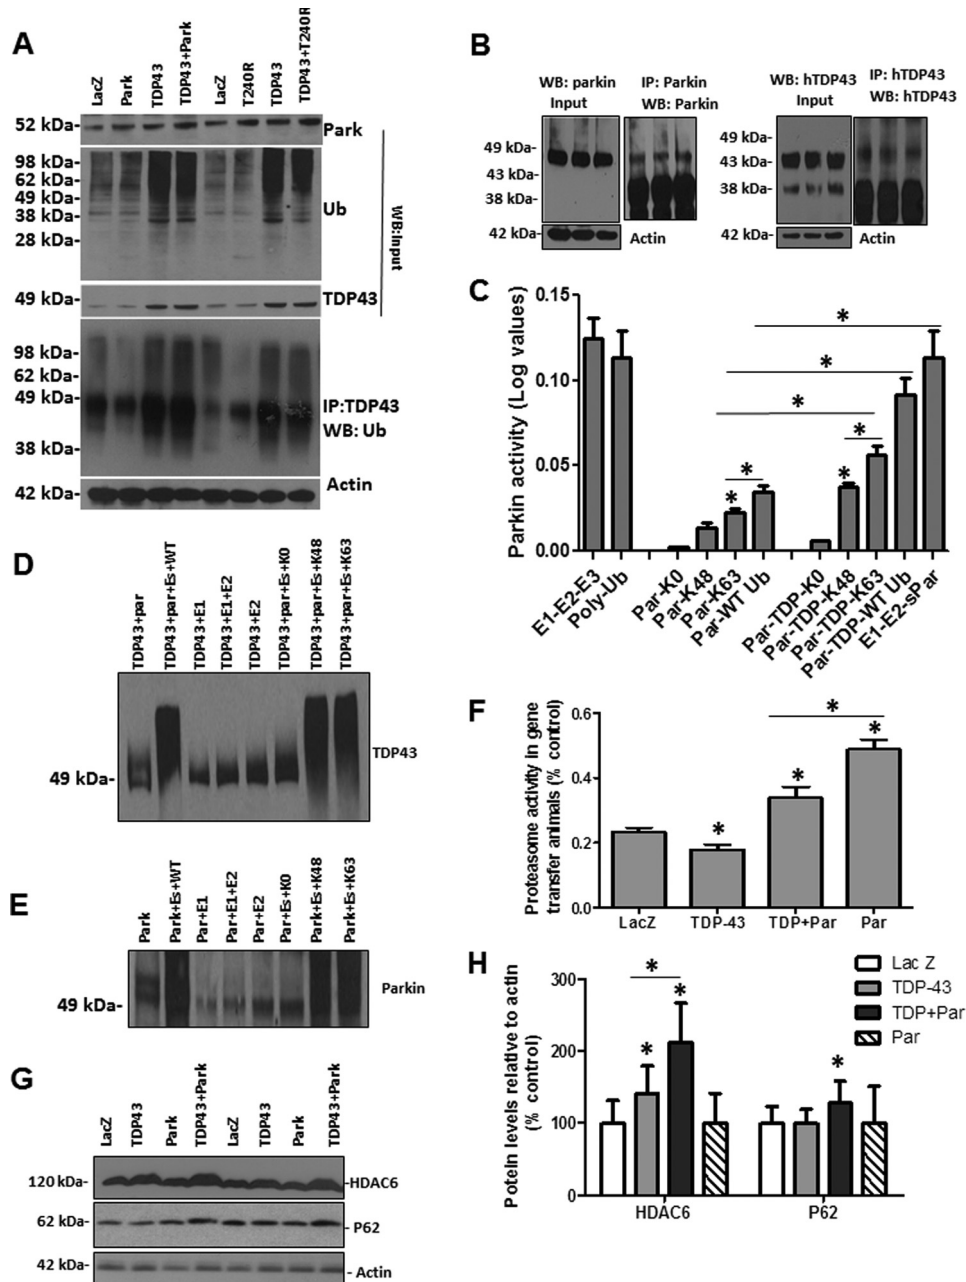 A
LacZ
Park
TDP43
TDP43+Park
LacZ
T240R
TDP43
TDP43+T240R
52 kDa-
Park
98 kDa-
62 kDa-
49 kDa-
38 kDa-
28 kDa-
Ub
WB:Input
49 kDa-
TDP43
98 kDa-
62 kDa-
49 kDa-
38 kDa-
IP:TDP43
WB: Ub
42 kDa-
Actin
B
WB: parkin
Input
IP: Parkin
WB: Parkin
49 kDa-
43 kDa-
38 kDa-
42 kDa-
Actin
WB: hTDP43
Input
IP: hTDP43
WB: hTDP43
49 kDa-
43 kDa-
38 kDa-
42 kDa-
Actin
C
Parkin activity (Log values)
0.15
0.10
0.05
0.00
* * * * * * *
E1-E2-E3
Poly-Ub
Par-K0
Par-K48
Par-K63
Par-WT Ub
Par-TDP-K0
Par-TDP-K48
Par-TDP-K63
Par-TDP-WT Ub
E1-E2-sPar
D
TDP43+par
TDP43+par+Es+WT
TDP43+E1
TDP43+E1+E2
TDP43+E2
TDP43+par+Es+K0
TDP43+par+Es+K48
TDP43+par+Es+K63
49 kDa-
TDP43
E
Park
Park+Es+WT
Par+E1
Par+E1+E2
Par+E2
Par+Es+K0
Park+Es+K48
Park+Es+K63
49 kDa-
Parkin
F
Proteasome activity in gene
transfer animals (% control)
0.6
0.4
0.2
0.0
* * * *
LacZ
TDP-43
TDP+Par
Par
G
LacZ
TDP43
Park
TDP43+Park
LacZ
TDP43
Park
TDP43+Park
120 kDa-
-HDAC6
62 kDa-
- P62
42 kDa-
- Actin
H
Potein levels relative to actin
(% control)
300
200
100
0
* * * *
Lac Z
TDP-43
TDP+Par
Par
HDAC6
P62